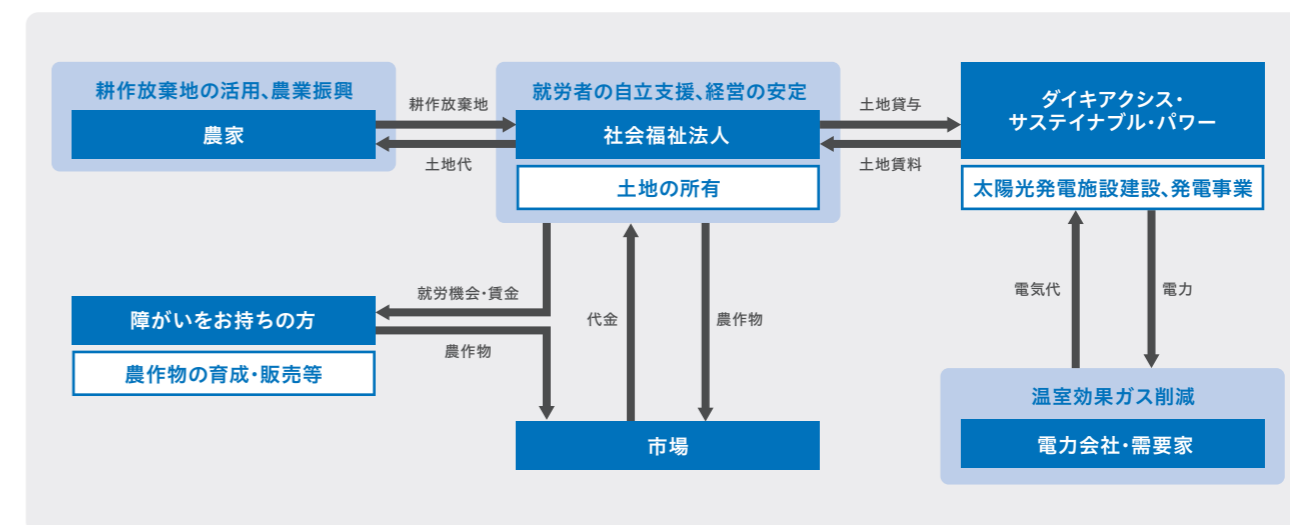 耕作放棄地の活用、農業振興
農家
耕作放棄地
土地代
就労者の自立支援、経営の安定
社会福祉法人
土地の所有
土地貸与
土地賃料
ダイキアクシス・
サステイナブル・パワー
太陽光発電施設建設、発電事業
就労機会・賃金
障がいをお持ちの方
農作物の育成・販売等
農作物
代金
農作物
市場
電気代
電力
温室効果ガス削減
電力会社・需要家